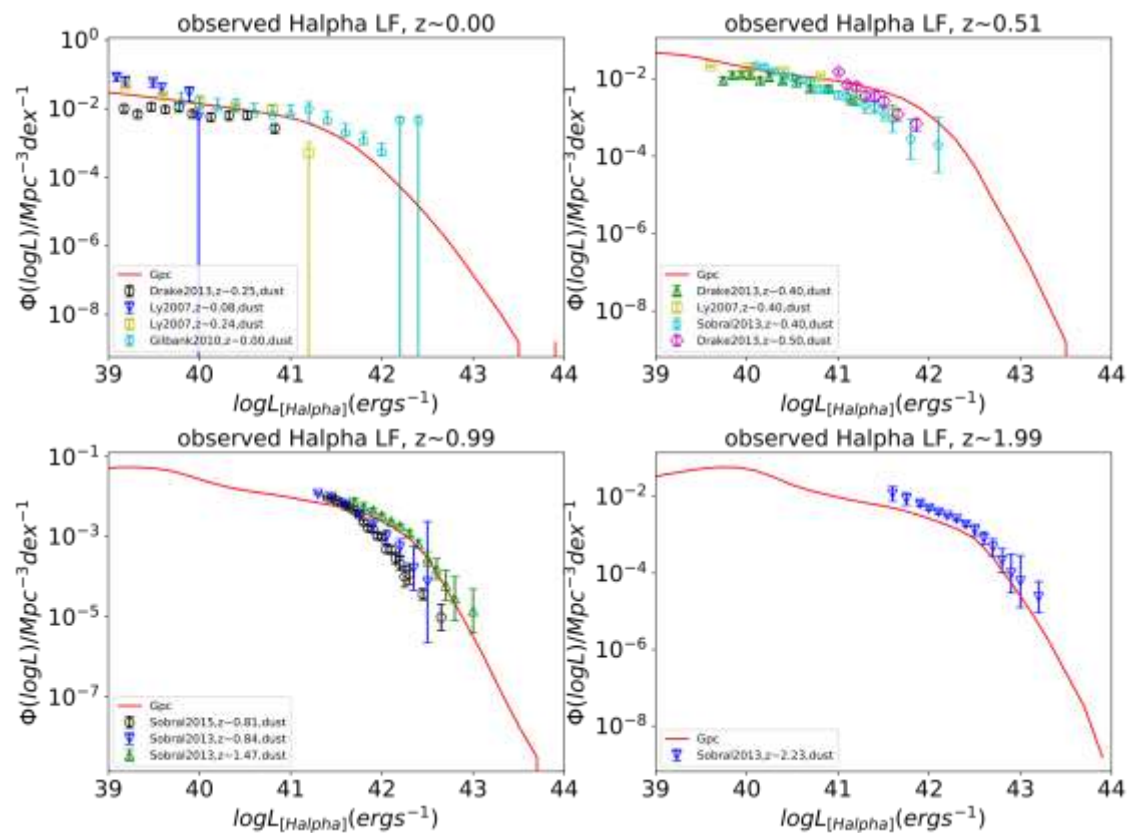 observed Halpha LF, z~0.00
Φ(logL)/Mpc⁻³dex⁻¹
10⁰
10⁻²
10⁻⁴
10⁻⁶
10⁻⁸
Gpc
Drake2013,z~0.25,dust
Ly2007,z~0.08,dust
Ly2007,z~0.24,dust
Gilbank2010,z~0.00,dust
39 40 41 42 43 44
logL[Halpha](ergs⁻¹)
observed Halpha LF, z~0.51
Φ(logL)/Mpc⁻³dex⁻¹
10⁻²
10⁻⁴
10⁻⁶
10⁻⁸
Gpc
Drake2013,z~0.40,dust
Ly2007,z~0.40,dust
Sobral2013,z~0.40,dust
Drake2013,z~0.50,dust
39 40 41 42 43 44
logL[Halpha](ergs⁻¹)
observed Halpha LF, z~0.99
Φ(logL)/Mpc⁻³dex⁻¹
10⁻¹
10⁻³
10⁻⁵
10⁻⁷
Gpc
Sobral2015,z~0.81,dust
Sobral2013,z~0.84,dust
Sobral2013,z~1.47,dust
39 40 41 42 43 44
logL[Halpha](ergs⁻¹)
observed Halpha LF, z~1.99
Φ(logL)/Mpc⁻³dex⁻¹
10⁻²
10⁻⁴
10⁻⁶
10⁻⁸
Gpc
Sobral2013,z~2.23,dust
39 40 41 42 43 44
logL[Halpha](ergs⁻¹)